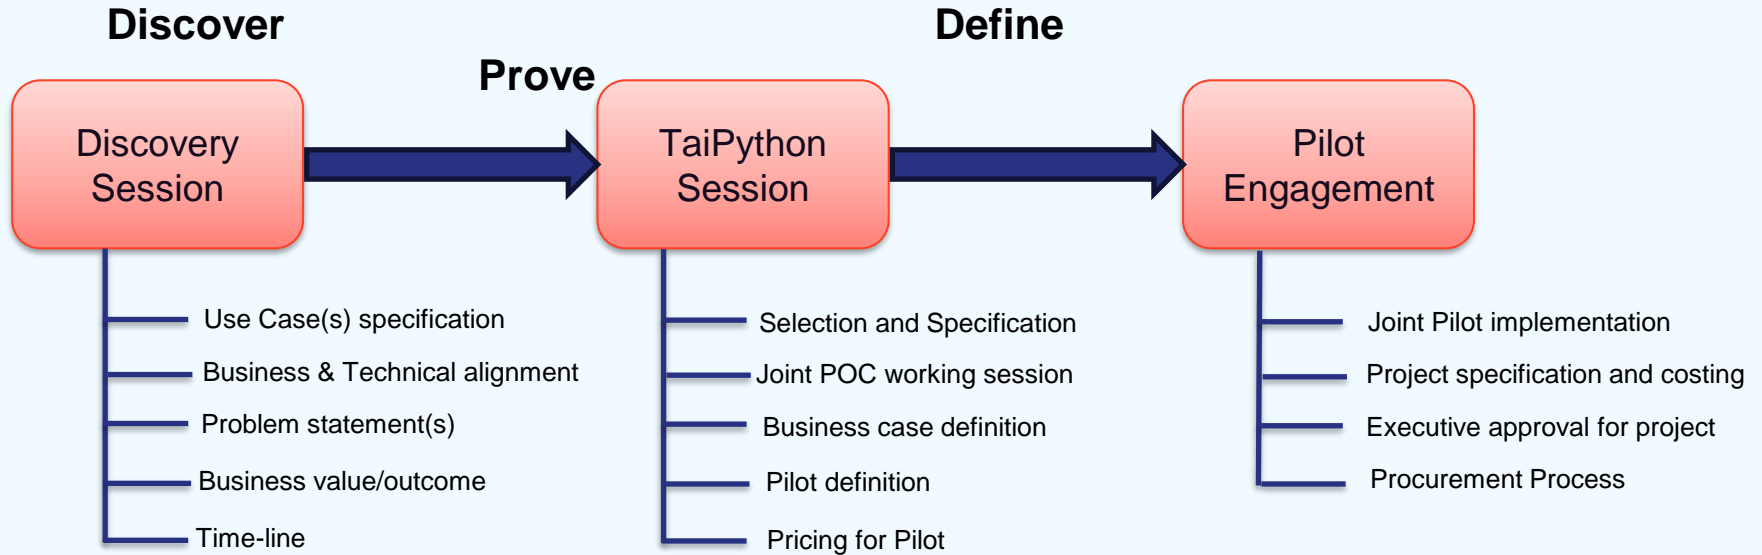 Discover
Prove
Define
Discovery
Session
TaiPython
Session
Pilot
Engagement
Use Case(s) specification
Business & Technical alignment
Problem statement(s)
Business value/outcome
Time-line
Selection and Specification
Joint POC working session
Business case definition
Pilot definition
Pricing for Pilot
Joint Pilot implementation
Project specification and costing
Executive approval for project
Procurement Process